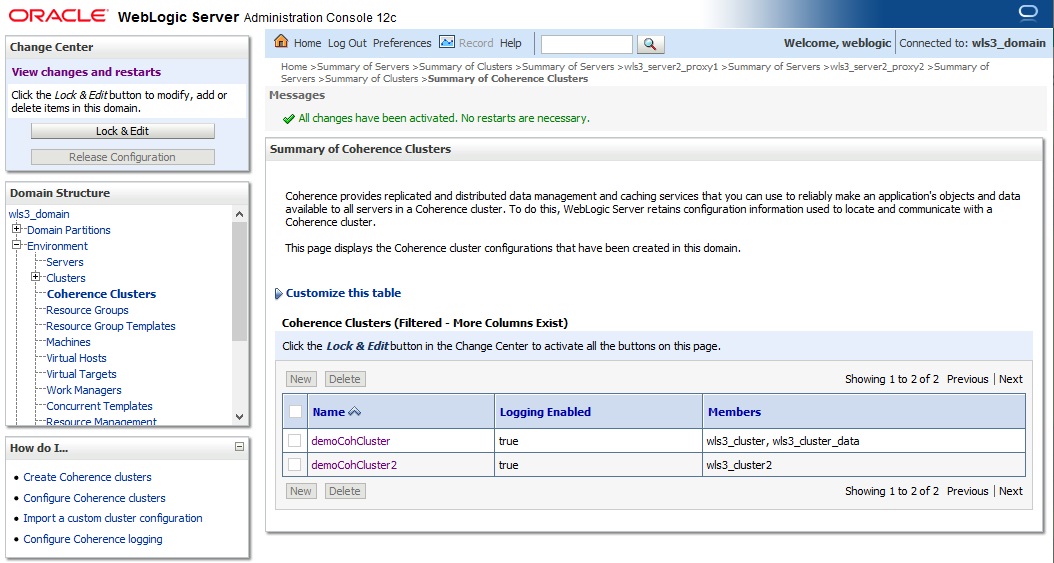 ORACLE WebLogic Server Administration Console 12c
Change Center
View changes and restarts
Click the Lock & Edit button to modify, add or
delete items in this domain.
Lock & Edit
Release Configuration
Domain Structure
wls3_domain
Domain Partitions
Environment
Servers
Clusters
Coherence Clusters
Resource Groups
Resource Group Templates
Machines
Virtual Hosts
Virtual Targets
Work Managers
Concurrent Templates
Resource Management
How do I...
Create Coherence clusters
Configure Coherence clusters
Import a custom cluster configuration
Configure Coherence logging
Home Log Out Preferences Record Help
Welcome, weblogic Connected to: wls3_domain
Home >Summary of Servers >Summary of Clusters >Summary of Servers >wls3_server2_proxy1 >Summary of Servers >wls3_server2_proxy2 >Summary of
Servers >Summary of Clusters >Summary of Coherence Clusters
Messages
All changes have been activated. No restarts are necessary.
Summary of Coherence Clusters
Coherence provides replicated and distributed data management and caching services that you can use to reliably make an application's objects and data
available to all servers in a Coherence cluster. To do this, WebLogic Server retains configuration information used to locate and communicate with a
Coherence cluster.
This page displays the Coherence cluster configurations that have been created in this domain.
Customize this table
Coherence Clusters (Filtered - More Columns Exist)
Click the Lock & Edit button in the Change Center to activate all the buttons on this page.
New Delete Showing 1 to 2 of 2 Previous | Next
Name Logging Enabled Members
demoCohCluster true wls3_cluster, wls3_cluster_data
demoCohCluster2 true wls3_cluster2
New Delete Showing 1 to 2 of 2 Previous | Next